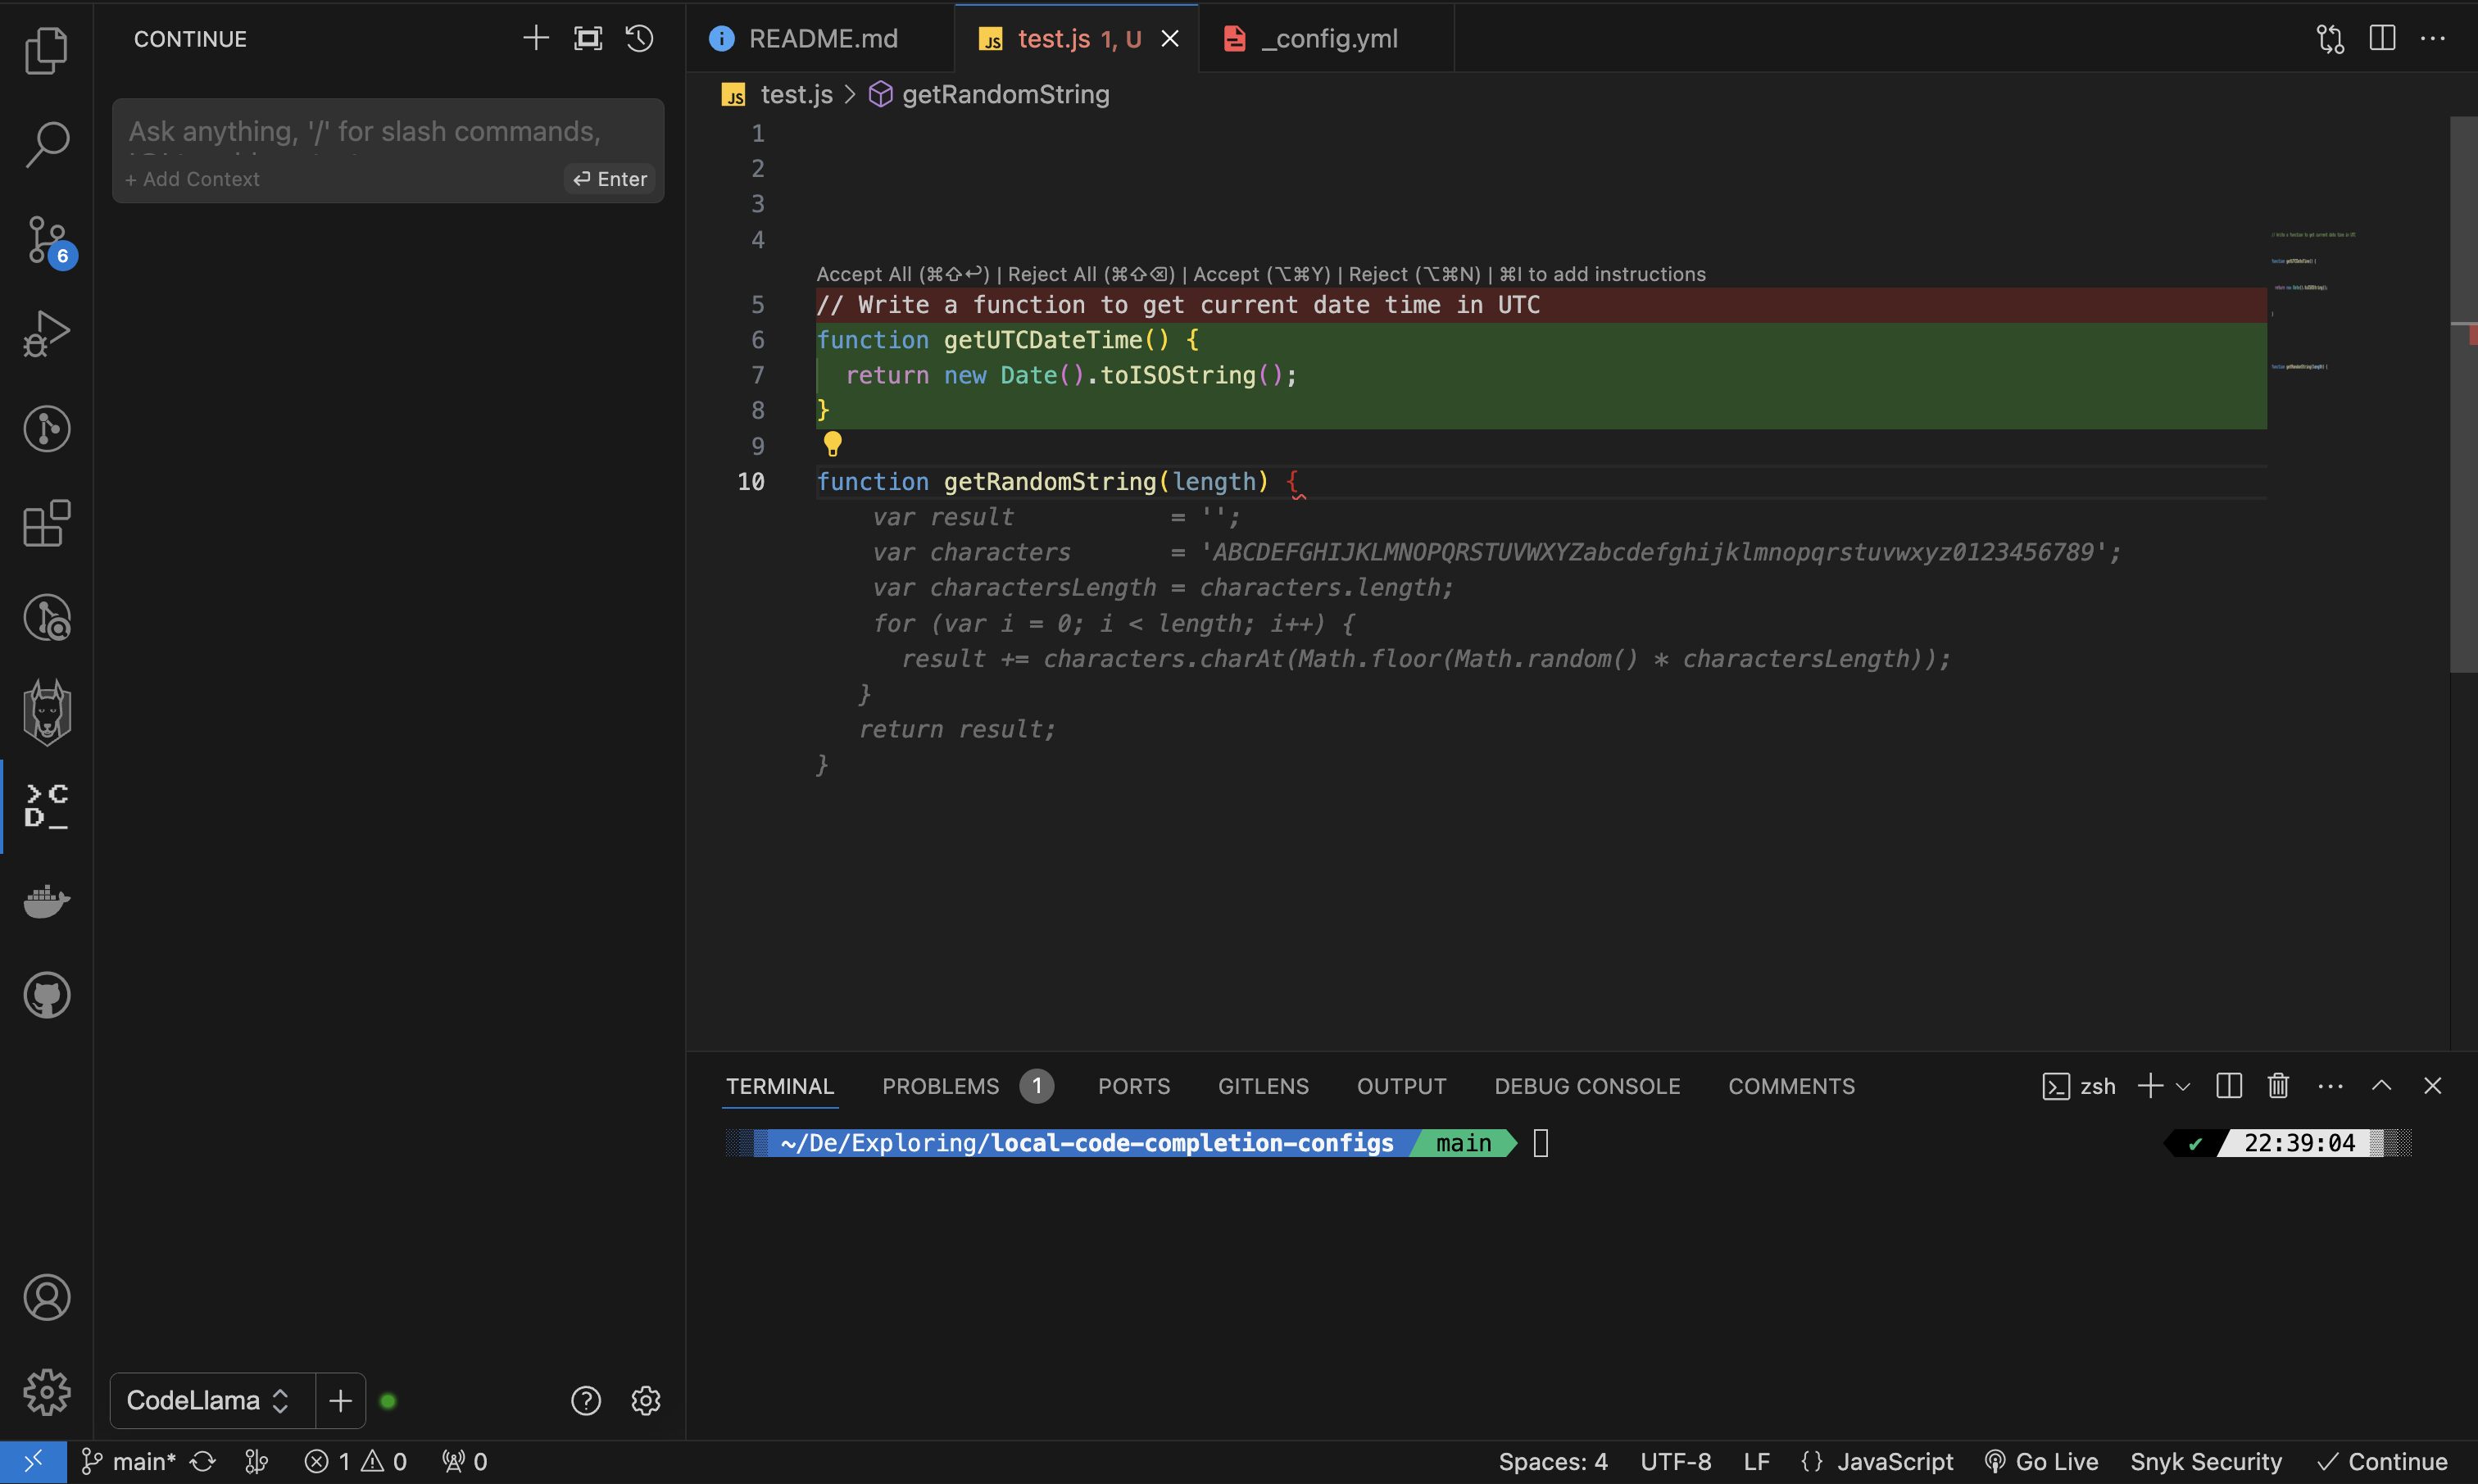 CONTINUE
Ask anything, '/' for slash commands,
+ Add Context
Enter
6
README.md
test.js 1, U
_config.yml
test.js > getRandomString
1
2
3
4
Accept All (⌘⇧⏎) | Reject All (⌘⇧⌫) | Accept (⌥⌘Y) | Reject (⌥⌘N) | ⌘I to add instructions
5 // Write a function to get current date time in UTC
6 function getUTCDateTime() {
7 return new Date().toISOString();
8 }
9
10 function getRandomString(length) {
var result = '';
var characters = 'ABCDEFGHIJKLMNOPQRSTUVWXYZabcdefghijklmnopqrstuvwxyz0123456789';
var charactersLength = characters.length;
for (var i = 0; i < length; i++) {
result += characters.charAt(Math.floor(Math.random() * charactersLength));
}
return result;
}
>C
D_
TERMINAL PROBLEMS 1 PORTS GITLENS OUTPUT DEBUG CONSOLE COMMENTS
zsh
~/De/Exploring/local-code-completion-configs main
✔ 22:39:04
CodeLlama
main* 1 0 0
Spaces: 4 UTF-8 LF {} JavaScript Go Live Snyk Security ✓ Continue